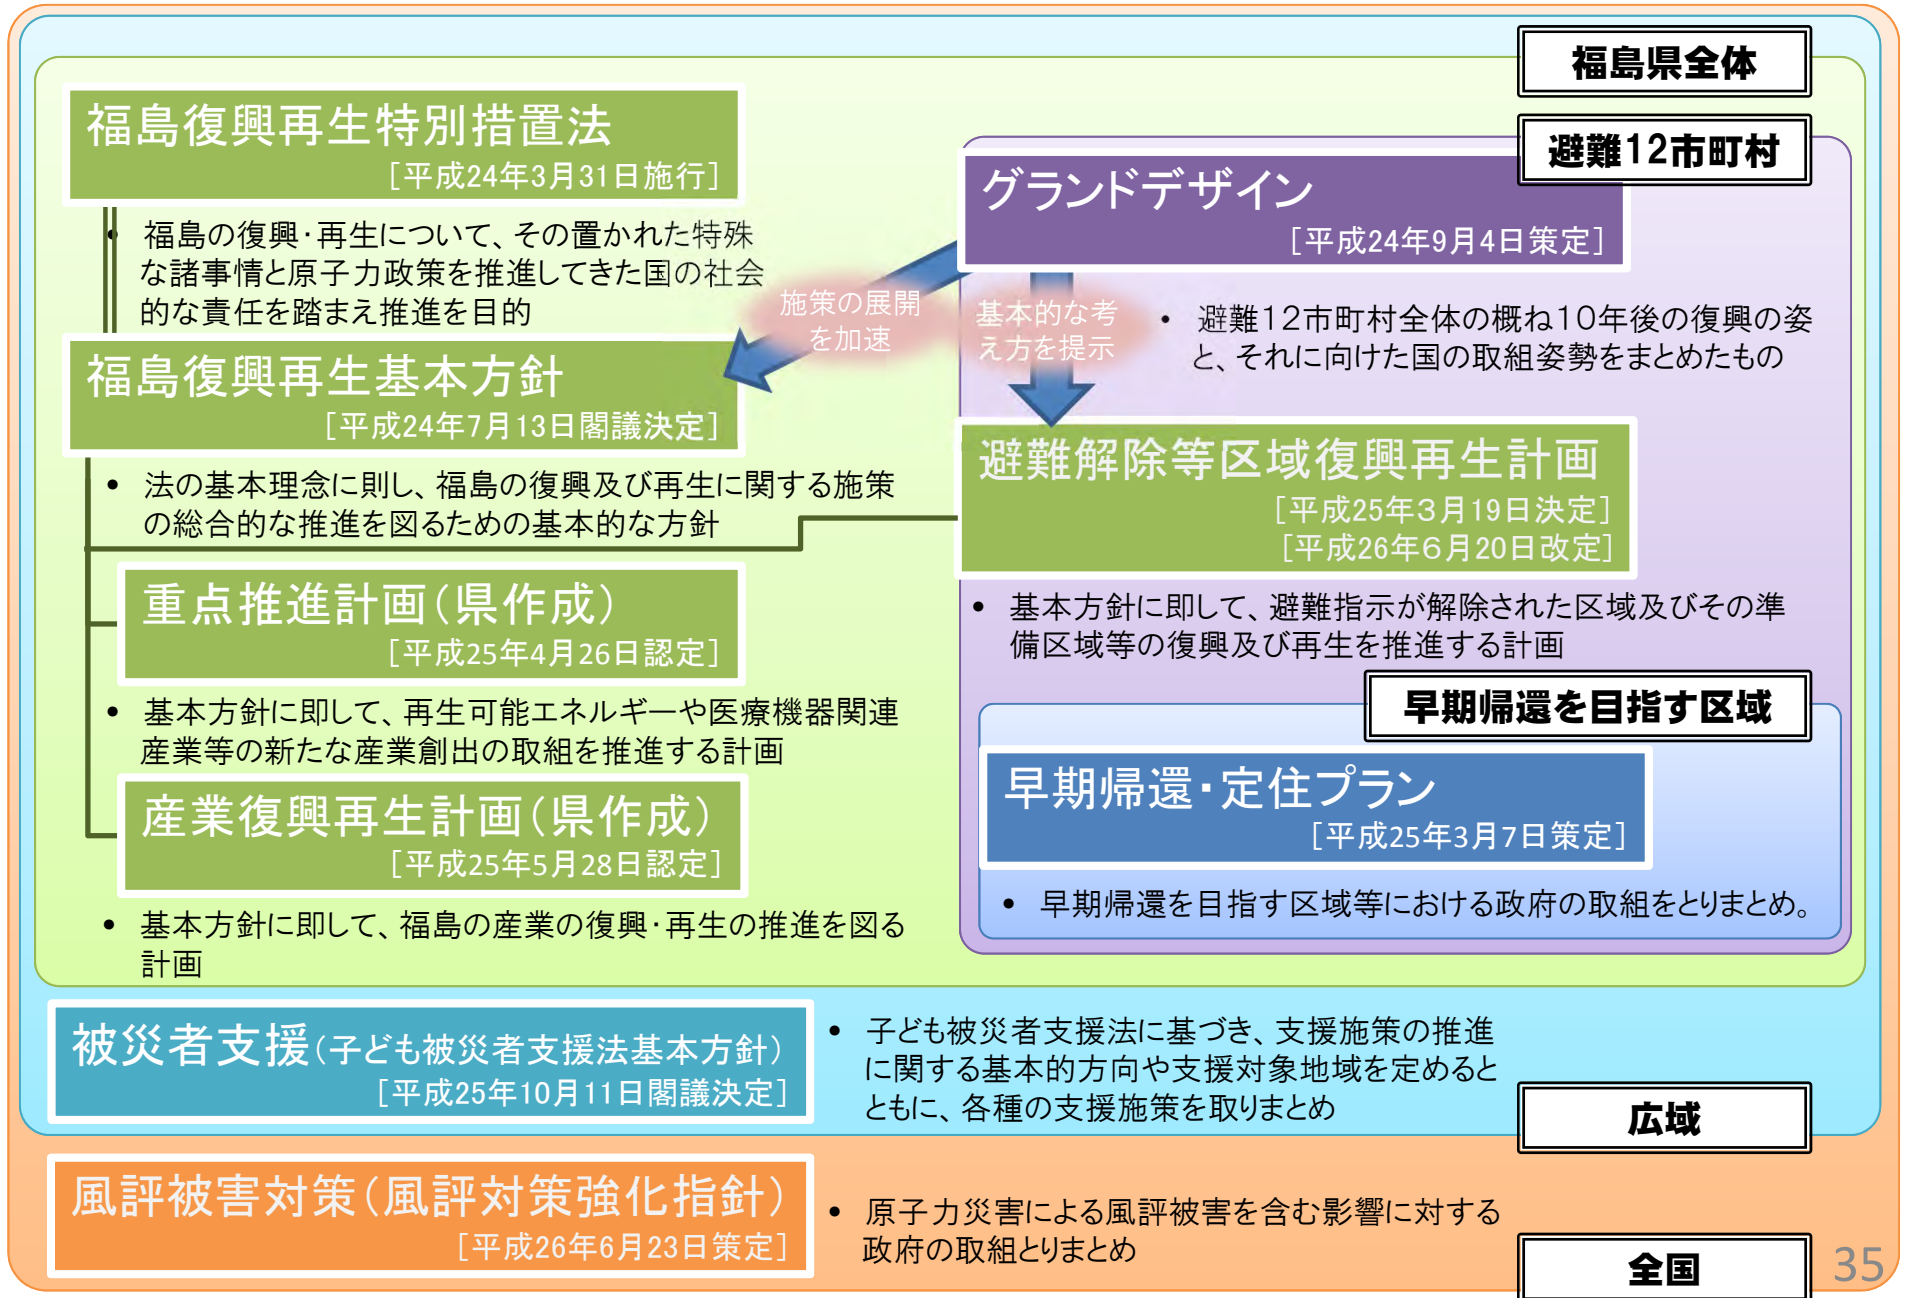 福島県全体
福島復興再生特別措置法
［平成24年3月31日施行］
• 福島の復興・再生について、その置かれた特殊
な諸事情と原子力政策を推進してきた国の社会
的な責任を踏まえ推進を目的
福島復興再生基本方針
［平成24年7月13日閣議決定］
• 法の基本理念に則し、福島の復興及び再生に関する施策
の総合的な推進を図るための基本的な方針
重点推進計画（県作成）
［平成25年4月26日認定］
• 基本方針に即して、再生可能エネルギーや医療機器関連
産業等の新たな産業創出の取組を推進する計画
産業復興再生計画（県作成）
［平成25年5月28日認定］
• 基本方針に即して、福島の産業の復興・再生の推進を図る
計画
避難12市町村
グランドデザイン
［平成24年9月4日策定］
施策の展開
を加速
基本的な考
え方を提示
• 避難１２市町村全体の概ね１０年後の復興の姿
と、それに向けた国の取組姿勢をまとめたもの
避難解除等区域復興再生計画
［平成25年３月19日決定］
［平成26年６月20日改定］
• 基本方針に即して、避難指示が解除された区域及びその準
備区域等の復興及び再生を推進する計画
早期帰還を目指す区域
早期帰還・定住プラン
［平成25年3月7日策定］
• 早期帰還を目指す区域等における政府の取組をとりまとめ。
被災者支援（子ども被災者支援法基本方針）
［平成25年10月11日閣議決定］
• 子ども被災者支援法に基づき、支援施策の推進
に関する基本的方向や支援対象地域を定めると
ともに、各種の支援施策を取りまとめ
広域
風評被害対策（風評対策強化指針）
［平成26年6月23日策定］
• 原子力災害による風評被害を含む影響に対する
政府の取組とりまとめ
全国
35